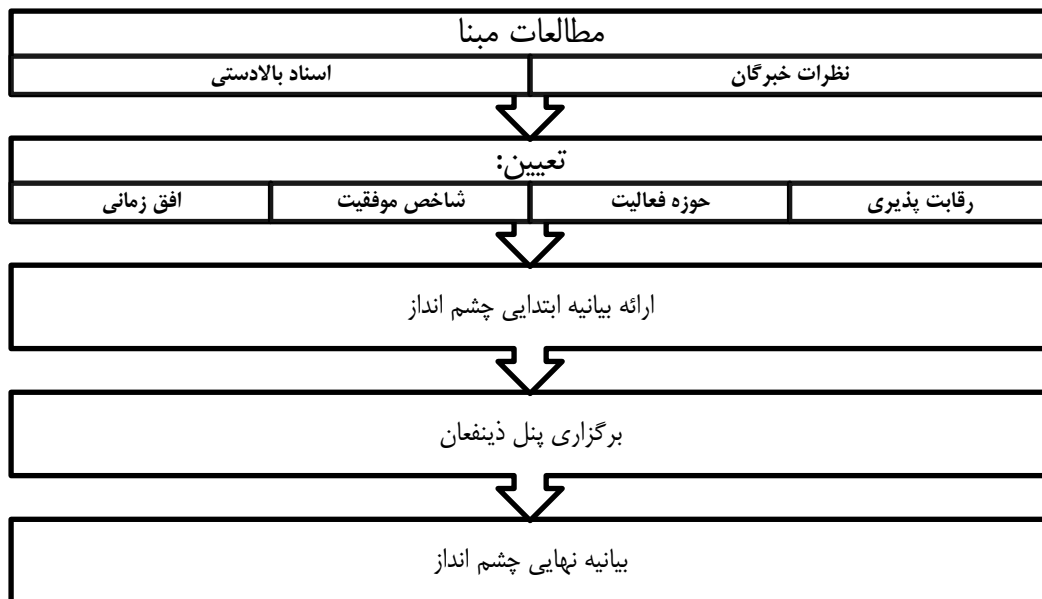 مطالعات مبنا
نظرات خبرگان
اسناد بالادستی
تعیین:
رقابت پذیری
حوزه فعالیت
شاخص موفقیت
افق زمانی
ارائه بیانیه ابتدایی چشم انداز
برگزاری پنل ذینفعان
بیانیه نهایی چشم انداز